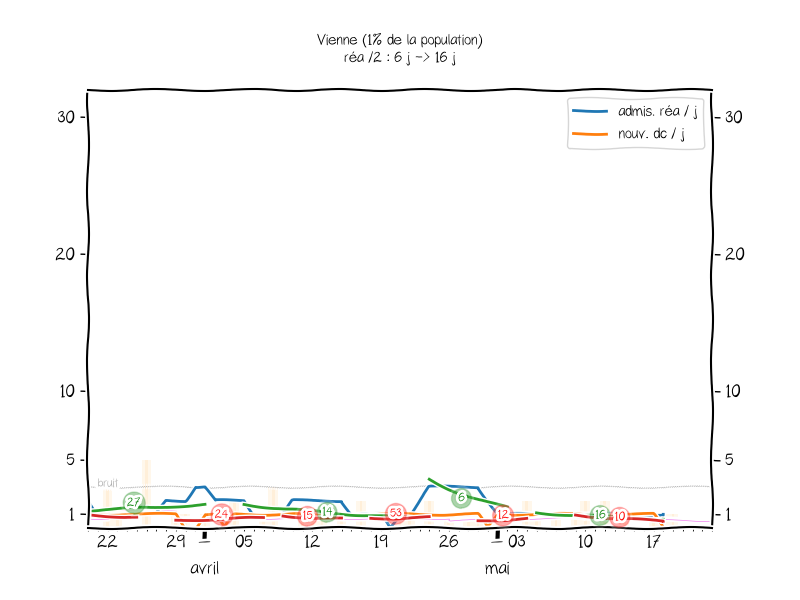 Vienne (1% de la population)
réa /2 : 6 j -> 16 j
admis. réa / j
nouv. dc / j
30 30
20 20
10 10
5 5
bruit
1 1
27 24 15 14 53 6 12 16 10
22 29 1 05 12 19 26 1 03 10 17
avril mai